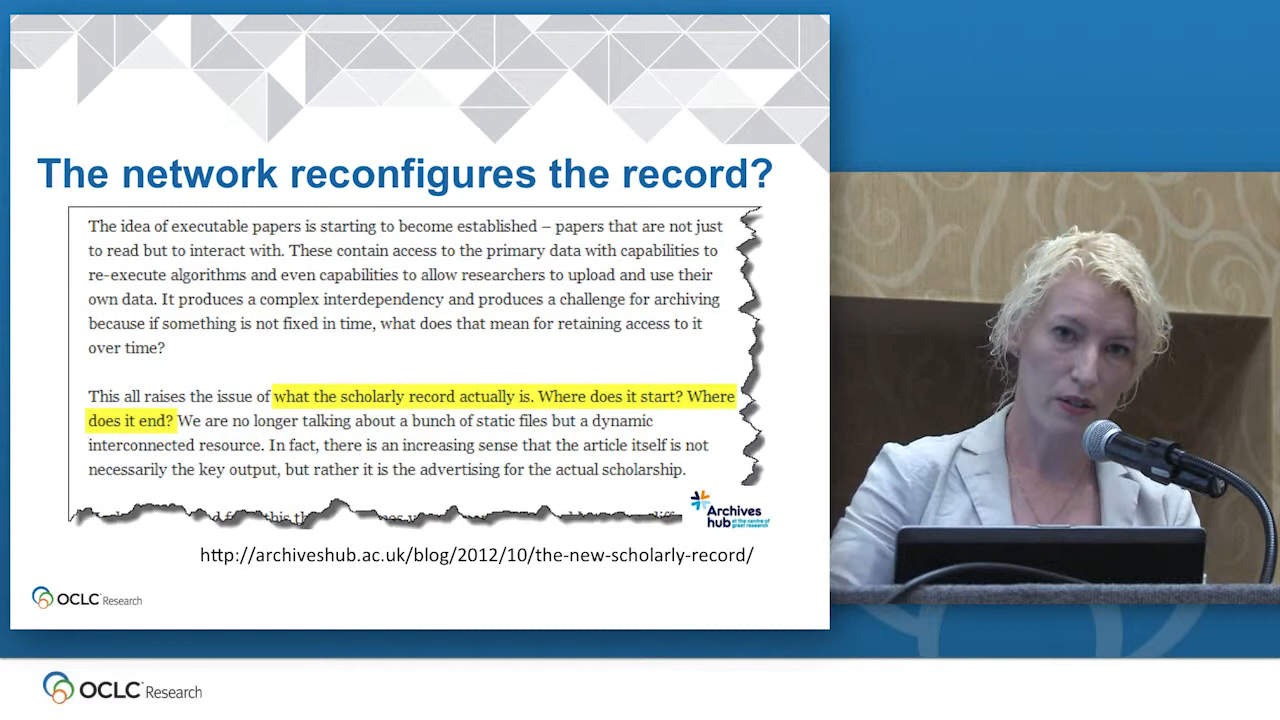 The network reconfigures the record?
The idea of executable papers is starting to become established – papers that are not just
to read but to interact with. These contain access to the primary data with capabilities to
re-execute algorithms and even capabilities to allow researchers to upload and use their
own data. It produces a complex interdependency and produces a challenge for archiving
because if something is not fixed in time, what does that mean for retaining access to it
over time?
This all raises the issue of what the scholarly record actually is. Where does it start? Where
does it end? We are no longer talking about a bunch of static files but a dynamic
interconnected resource. In fact, there is an increasing sense that the article itself is not
necessarily the key output, but rather it is the advertising for the actual scholarship.
Archives
hub at the centre of
great research
http://archiveshub.ac.uk/blog/2012/10/the-new-scholarly-record/
OCLC Research
OCLC Research